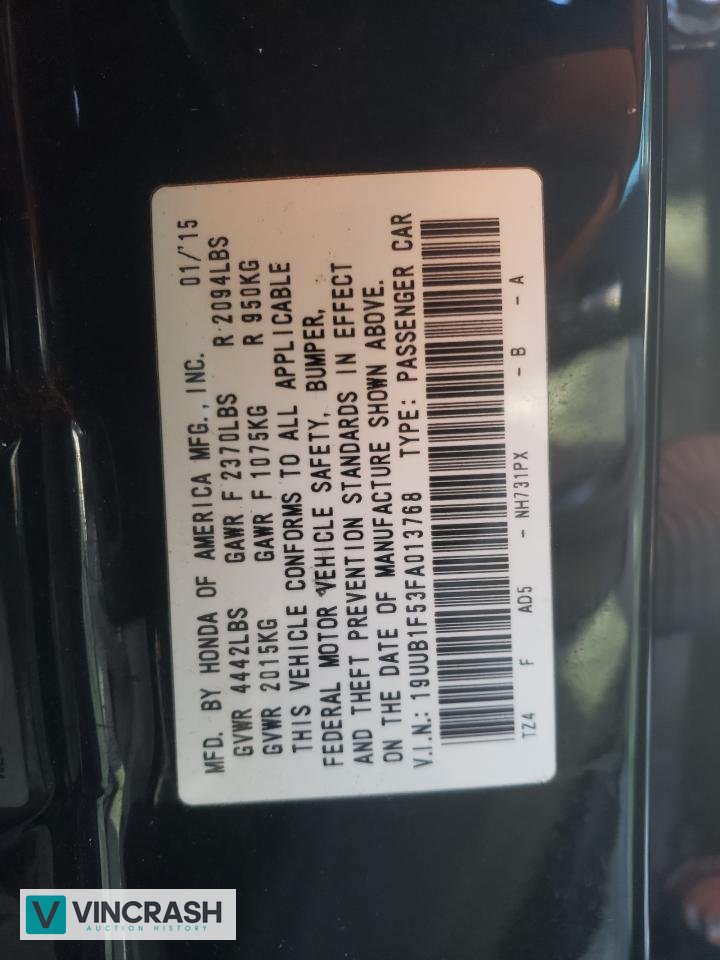 MFD. BY HONDA OF AMERICA MFG., INC. 01/'15
GVWR 4442LBS GAWR F 2370LBS R 2094LBS
GVWR 2015KG GAWR F 1075KG R 950KG
THIS VEHICLE CONFORMS TO ALL APPLICABLE
FEDERAL MOTOR VEHICLE SAFETY, BUMPER,
AND THEFT PREVENTION STANDARDS IN EFFECT
ON THE DATE OF MANUFACTURE SHOWN ABOVE.
V.I.N.: 19UUB1F53FA013768 TYPE: PASSENGER CAR
TZ4 F AD5 - NH731PX - B - A
V VINCRASH
AUCTION HISTORY